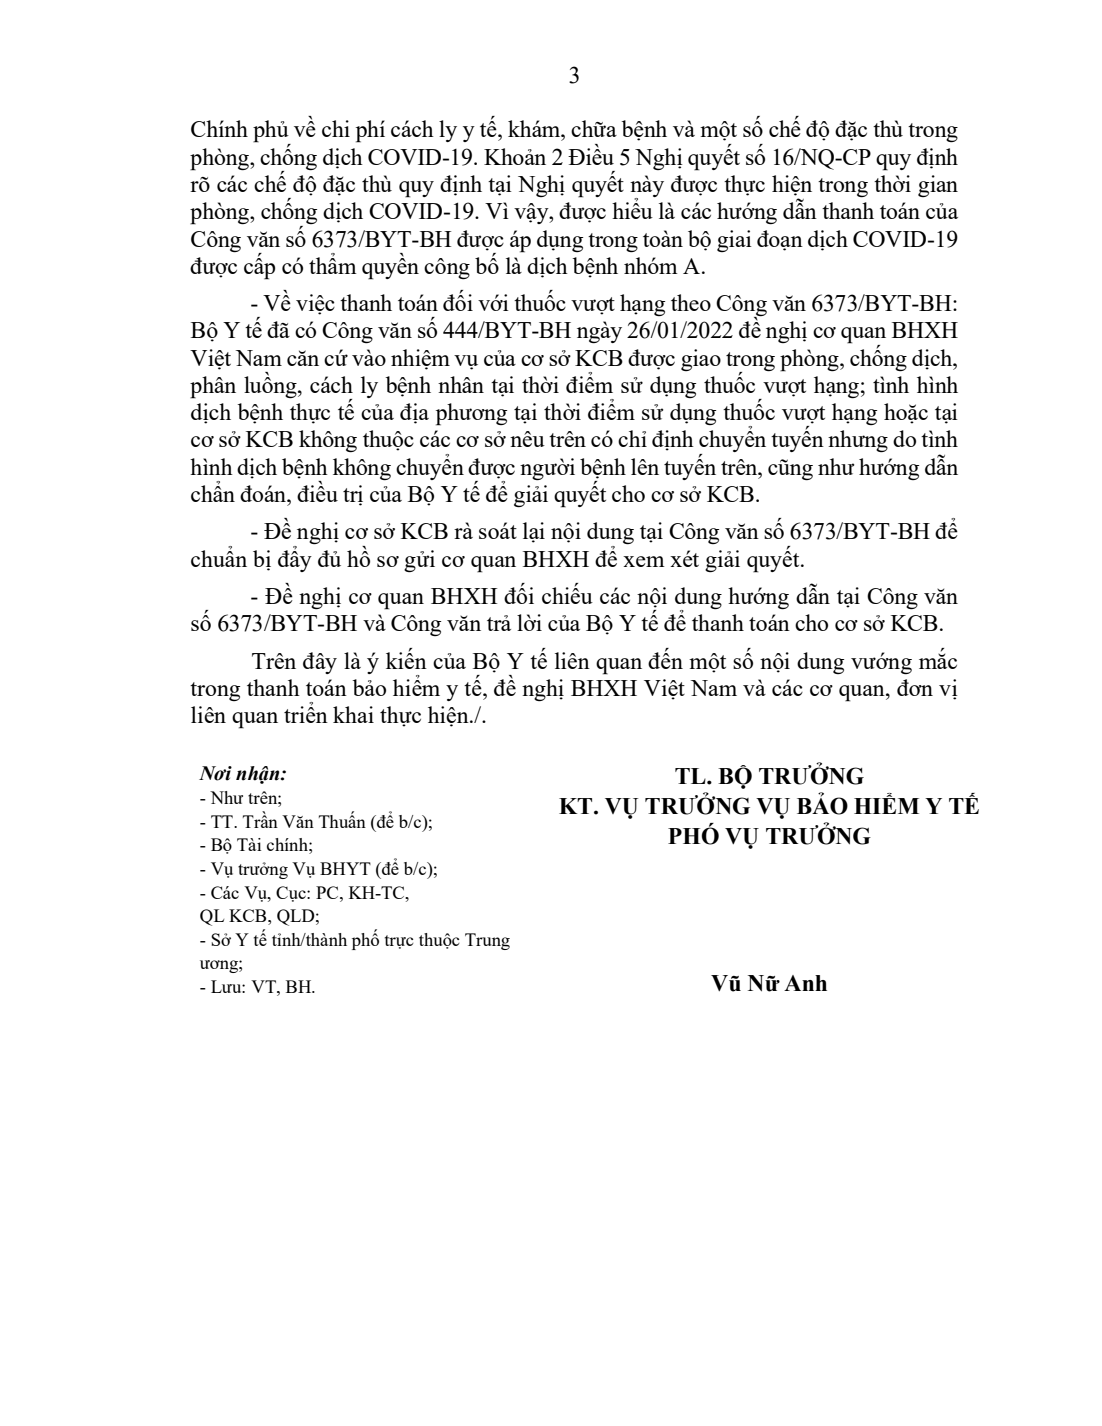 3
Chính phủ về chi phí cách ly y tế, khám, chữa bệnh và một số chế độ đặc thù trong
phòng, chống dịch COVID-19. Khoản 2 Điều 5 Nghị quyết số 16/NQ-CP quy định
rõ các chế độ đặc thù quy định tại Nghị quyết này được thực hiện trong thời gian
phòng, chống dịch COVID-19. Vì vậy, được hiểu là các hướng dẫn thanh toán của
Công văn số 6373/BYT-BH được áp dụng trong toàn bộ giai đoạn dịch COVID-19
được cấp có thẩm quyền công bố là dịch bệnh nhóm A.
- Về việc thanh toán đối với thuốc vượt hạng theo Công văn 6373/BYT-BH:
Bộ Y tế đã có Công văn số 444/BYT-BH ngày 26/01/2022 đề nghị cơ quan BHXH
Việt Nam căn cứ vào nhiệm vụ của cơ sở KCB được giao trong phòng, chống dịch,
phân luồng, cách ly bệnh nhân tại thời điểm sử dụng thuốc vượt hạng; tình hình
dịch bệnh thực tế của địa phương tại thời điểm sử dụng thuốc vượt hạng hoặc tại
cơ sở KCB không thuộc các cơ sở nêu trên có chỉ định chuyển tuyến nhưng do tình
hình dịch bệnh không chuyển được người bệnh lên tuyến trên, cũng như hướng dẫn
chẩn đoán, điều trị của Bộ Y tế để giải quyết cho cơ sở KCB.
- Đề nghị cơ sở KCB rà soát lại nội dung tại Công văn số 6373/BYT-BH để
chuẩn bị đẩy đủ hồ sơ gửi cơ quan BHXH để xem xét giải quyết.
- Đề nghị cơ quan BHXH đối chiếu các nội dung hướng dẫn tại Công văn
số 6373/BYT-BH và Công văn trả lời của Bộ Y tế để thanh toán cho cơ sở KCB.
Trên đây là ý kiến của Bộ Y tế liên quan đến một số nội dung vướng mắc
trong thanh toán bảo hiểm y tế, đề nghị BHXH Việt Nam và các cơ quan, đơn vị
liên quan triển khai thực hiện./.
Nơi nhận:
- Như trên;
- TT. Trần Văn Thuấn (để b/c);
- Bộ Tài chính;
- Vụ trưởng Vụ BHYT (để b/c);
- Các Vụ, Cục: PC, KH-TC,
QL KCB, QLD;
- Sở Y tế tỉnh/thành phố trực thuộc Trung
ương;
- Lưu: VT, BH.
TL. BỘ TRƯỞNG
KT. VỤ TRƯỞNG VỤ BẢO HIỂM Y TẾ
PHÓ VỤ TRƯỞNG
Vũ Nữ Anh